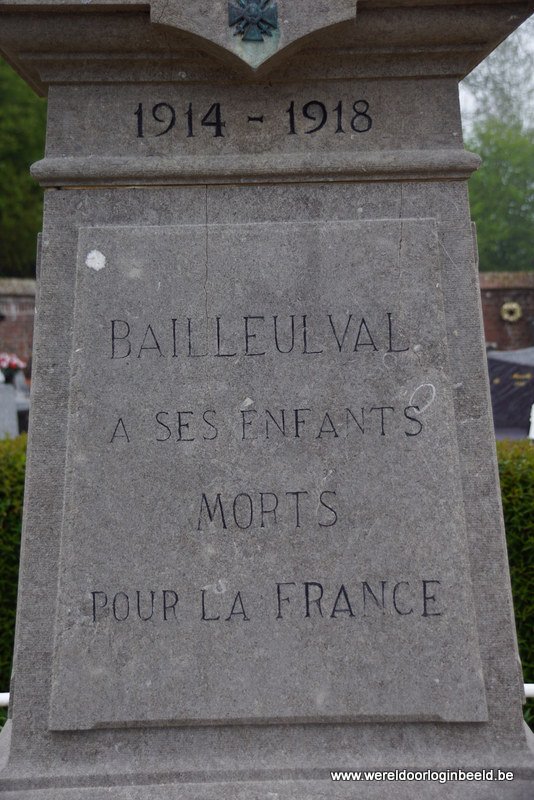 1914 - 1918
BAILLEULVAL
A SES ENFANTS
MORTS
POUR LA FRANCE
www.wereldoorloginbeeld.be